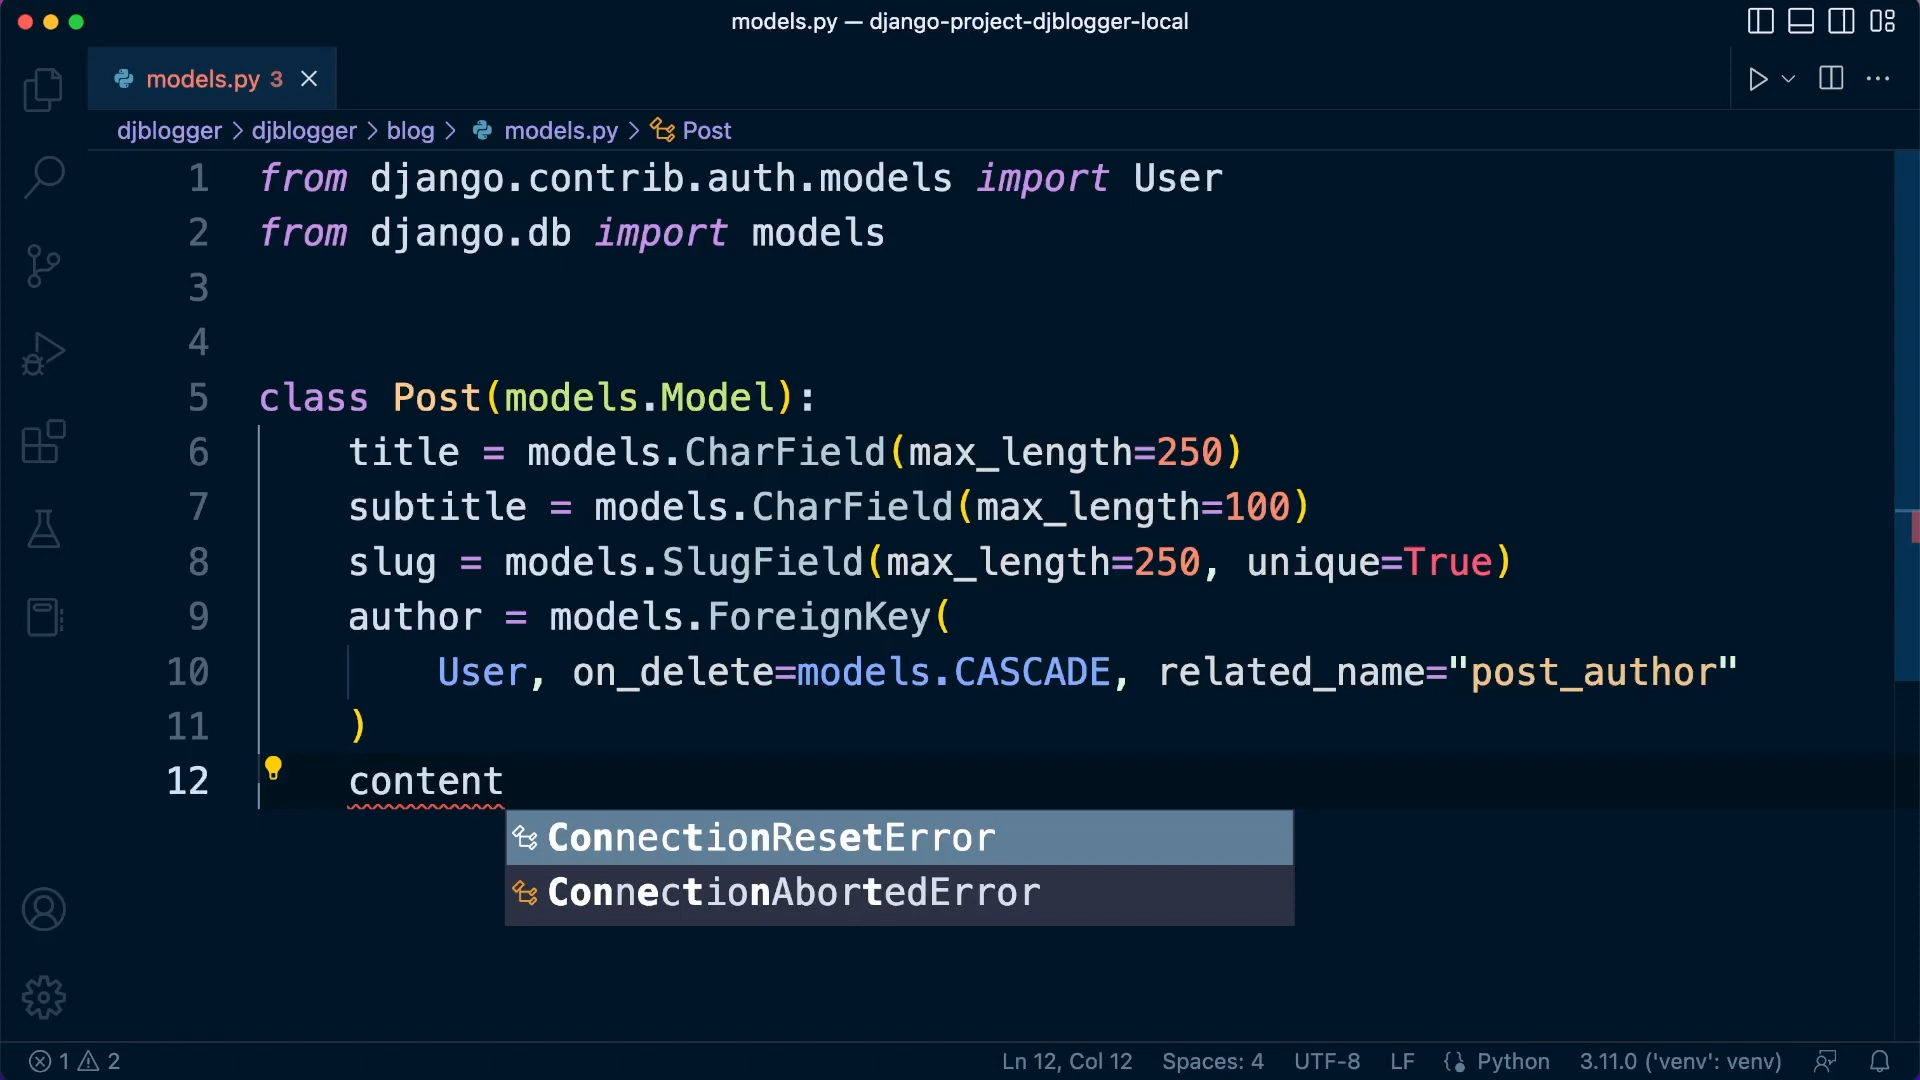 models.py — django-project-djblogger-local
models.py 3
djblogger > djblogger > blog > models.py > Post
1 from django.contrib.auth.models import User
2 from django.db import models
3
4
5 class Post(models.Model):
6     title = models.CharField(max_length=250)
7     subtitle = models.CharField(max_length=100)
8     slug = models.SlugField(max_length=250, unique=True)
9     author = models.ForeignKey(
10         User, on_delete=models.CASCADE, related_name="post_author"
11     )
12     content
ConnectionResetError
ConnectionAbortedError
1 2 Ln 12, Col 12 Spaces: 4 UTF-8 LF Python 3.11.0 ('venv': venv)